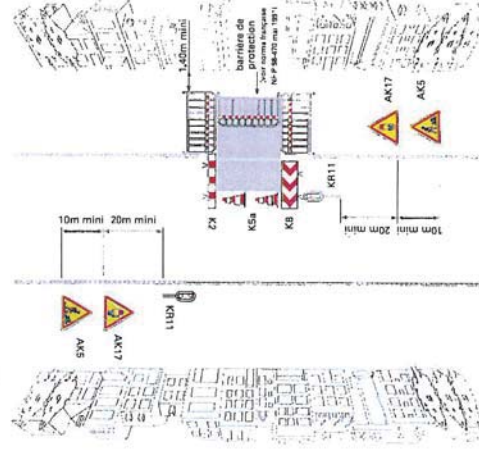 1,40m mini
barrière de
protection
(voir norme française
NF P 98-470 mai 1991)
AK17
AK5
K2
K5a
K8
KR11
20m mini
10m mini
10m mini
20m mini
AK5
AK17
KR11